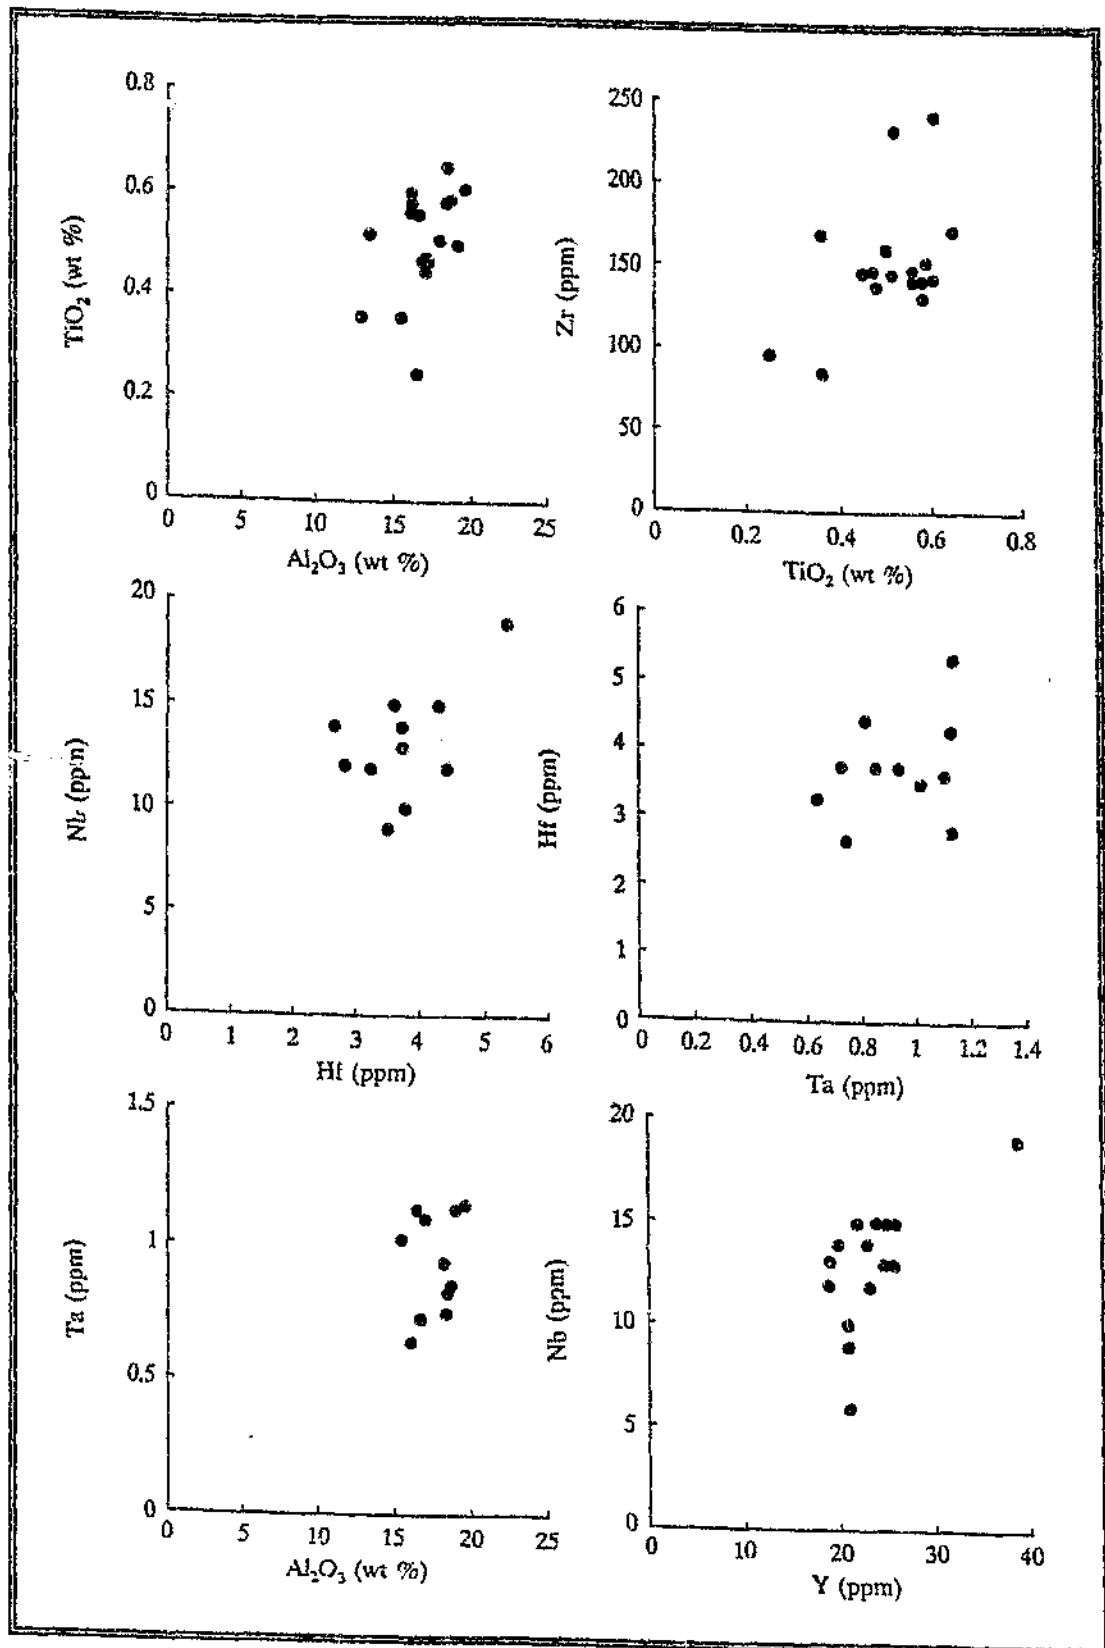 0.8
0.6
0.4
0.2
0
TiO₂ (wt %)
0 5 10 15 20 25
Al₂O₃ (wt %)
250
200
150
100
50
0
Zr (ppm)
0 0.2 0.4 0.6 0.8
TiO₂ (wt %)
20
15
10
5
0
Nb (ppm)
0 1 2 3 4 5 6
Hf (ppm)
6
5
4
3
2
1
0
Hf (ppm)
0 0.2 0.4 0.6 0.8 1 1.2 1.4
Ta (ppm)
1.5
1
0.5
0
Ta (ppm)
0 5 10 15 20 25
Al₂O₃ (wt %)
20
15
10
5
0
Nb (ppm)
0 10 20 30 40
Y (ppm)